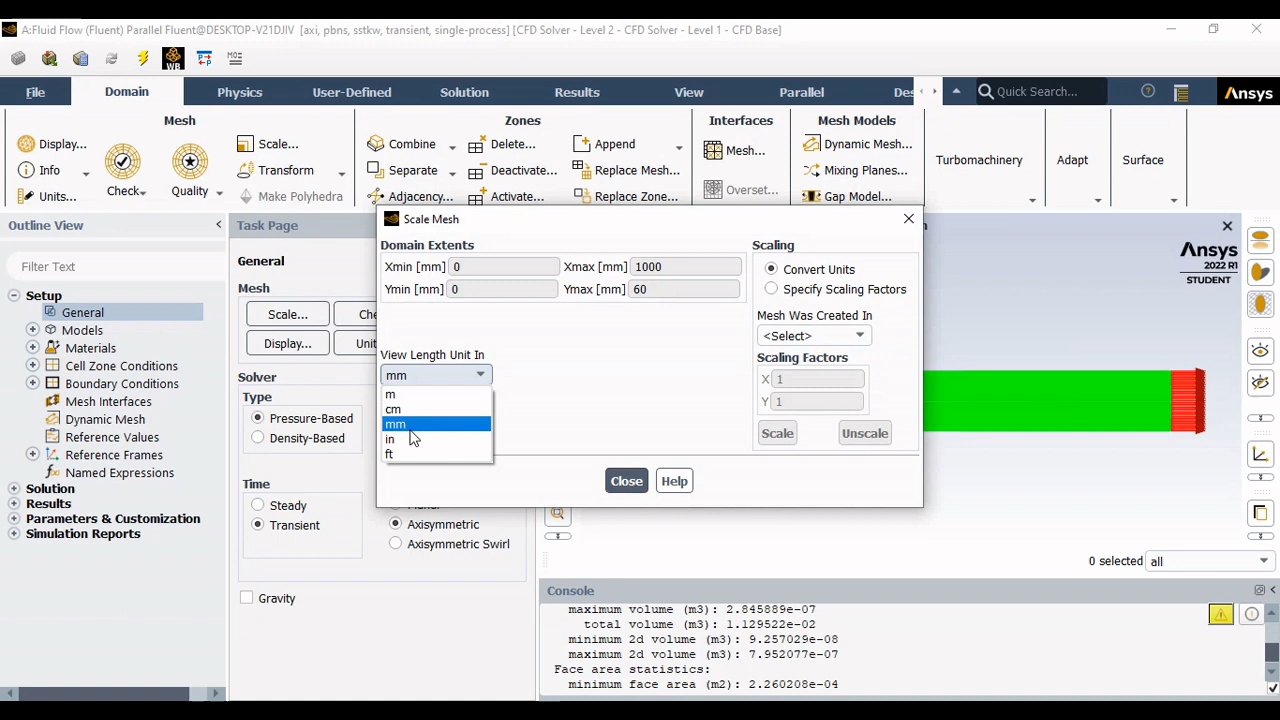 A:Fluid Flow (Fluent) Parallel Fluent@DESKTOP-V21DJIV [axi, pbns, sstkw, transient, single-process] [CFD Solver - Level 2 - CFD Solver - Level 1 - CFD Base]
WB
File Domain Physics User-Defined Solution Results View Parallel Des Quick Search... Ansys
Mesh Zones Interfaces Mesh Models
Display... Scale... Combine Delete... Append Mesh... Dynamic Mesh...
Info Check Quality Transform Separate Deactivate... Replace Mesh... Mixing Planes... Turbomachinery Adapt Surface
Units... Make Polyhedra Adjacency... Activate... Replace Zone... Overset... Gap Model...
Outline View
Filter Text
Setup
General
Models
Materials
Cell Zone Conditions
Boundary Conditions
Mesh Interfaces
Dynamic Mesh
Reference Values
Reference Frames
Named Expressions
Solution
Results
Parameters & Customization
Simulation Reports
Task Page
General
Mesh
Scale... Che
Display... Unit
Solver
Type
Pressure-Based
Density-Based
Time
Steady
Transient
Axisymmetric
Axisymmetric Swirl
Gravity
Scale Mesh
Domain Extents
Xmin [mm] 0 Xmax [mm] 1000
Ymin [mm] 0 Ymax [mm] 60
View Length Unit In
mm
m
cm
mm
in
ft
Scaling
Convert Units
Specify Scaling Factors
Mesh Was Created In
<Select>
Scaling Factors
X 1
Y 1
Scale Unscale
Close Help
Ansys
2022 R1
STUDENT
0 selected all
Console
maximum volume (m3): 2.845889e-07
total volume (m3): 1.129522e-02
minimum 2d volume (m3): 9.257029e-08
maximum 2d volume (m3): 7.952077e-07
Face area statistics:
minimum face area (m2): 2.260208e-04